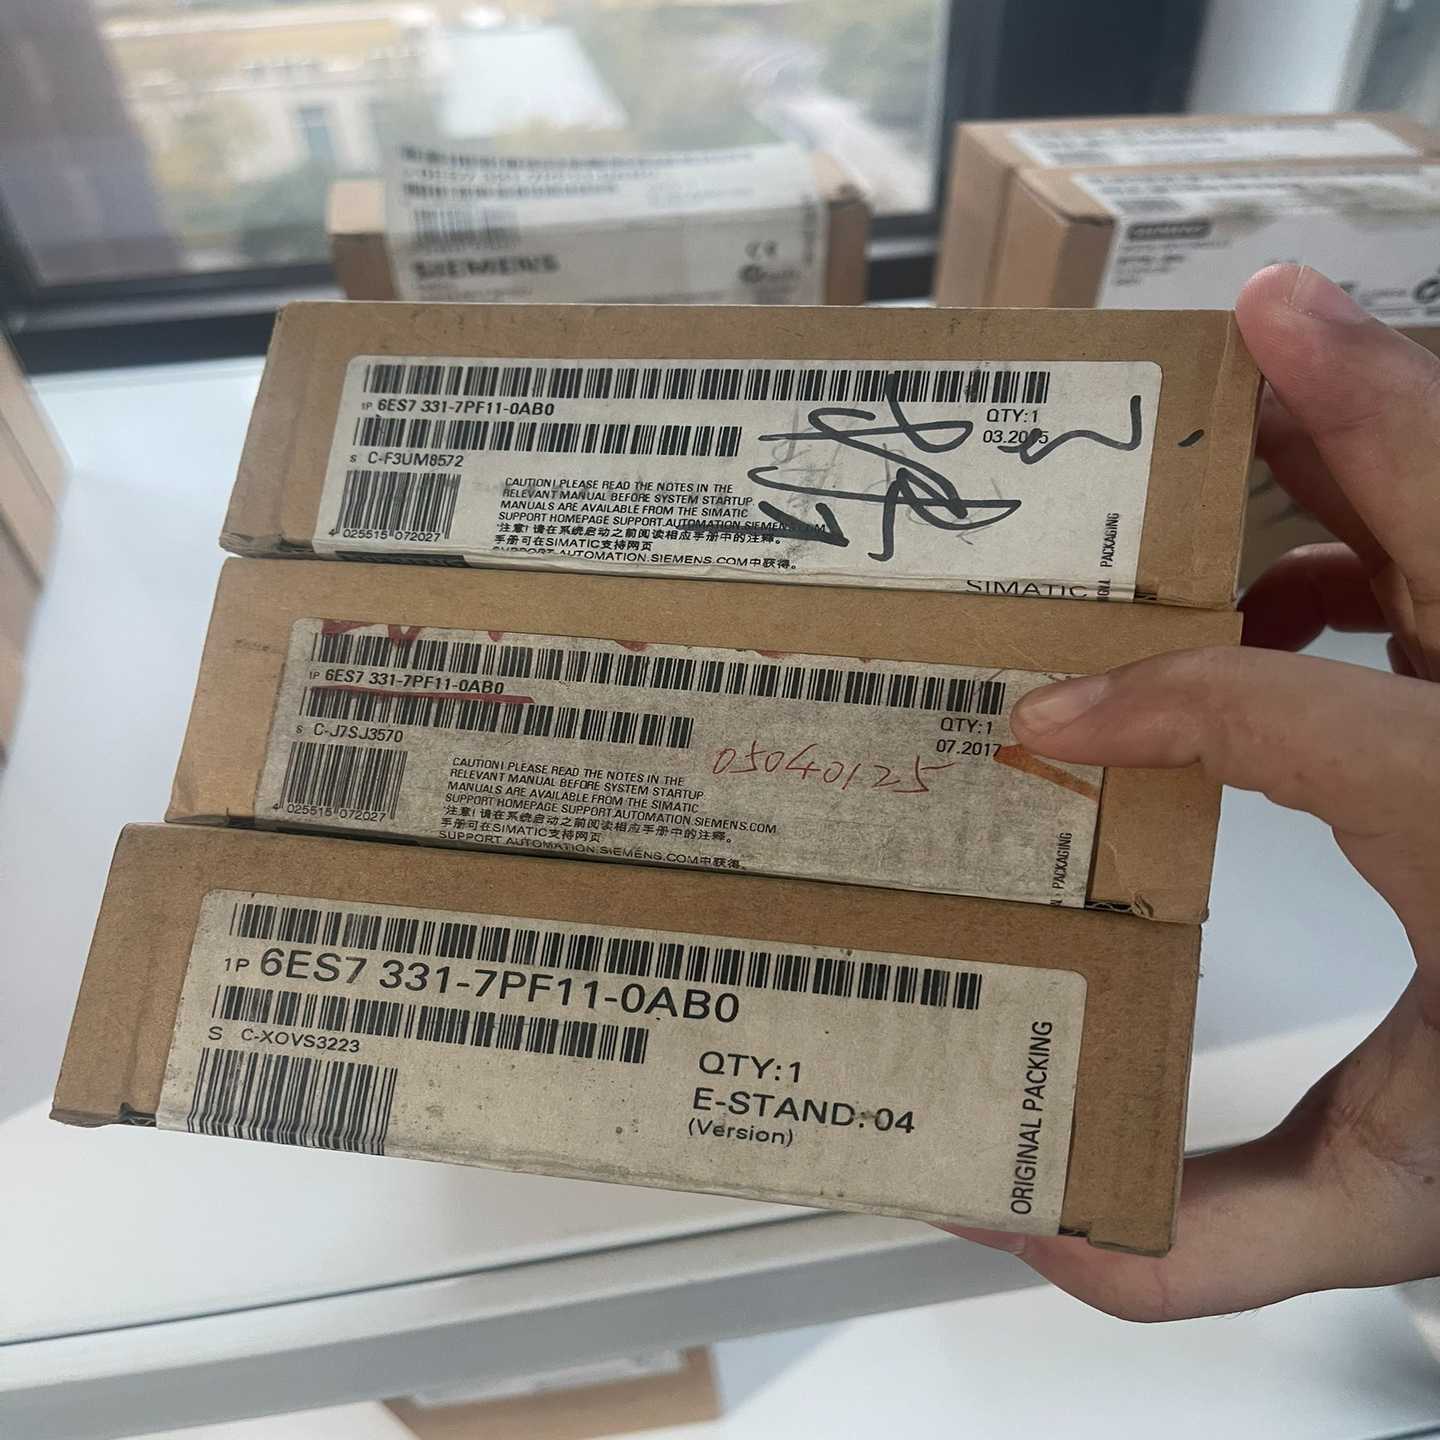 SIEMENS
1P 6ES7 331-7PF11-0AB0
QTY:1
S C-F3UM8572
CAUTION! PLEASE READ THE NOTES IN THE
RELEVANT MANUAL BEFORE SYSTEM STARTUP
MANUALS ARE AVAILABLE FROM THE SIMATIC
SUPPORT HOMEPAGE SUPPORT.AUTOMATION.SIEMENS.COM
注意! 请在系统启动之前阅读相应手册中的注释。
手册可在SIMATIC支持网页
SUPPORT.AUTOMATION.SIEMENS.COM中获得。
4 025515 072027
PACKAGING
SIMATIC
1P 6ES7 331-7PF11-0AB0
QTY:1
07.2017
S C-J7SJ3570
05040125
CAUTION! PLEASE READ THE NOTES IN THE
RELEVANT MANUAL BEFORE SYSTEM STARTUP
MANUALS ARE AVAILABLE FROM THE SIMATIC
SUPPORT HOMEPAGE SUPPORT.AUTOMATION.SIEMENS.COM
注意! 请在系统启动之前阅读相应手册中的注释。
手册可在SIMATIC支持网页
SUPPORT.AUTOMATION.SIEMENS.COM中获得。
4 025515 072027
PACKAGING
1P 6ES7 331-7PF11-0AB0
S C-XOVS3223
QTY:1
E-STAND: 04
(Version)
ORIGINAL PACKING